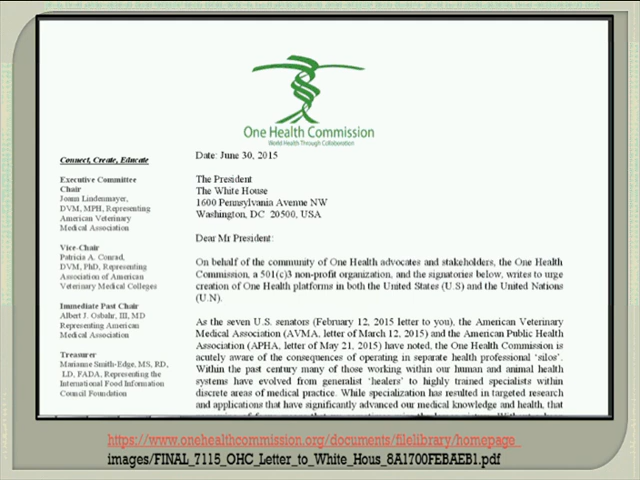 One Health Commission
World Health Through Collaboration
Connect, Create, Educate
Executive Committee
Chair
Joann Lindenmayer,
DVM, MPH, Representing
American Veterinary
Medical Association
Vice-Chair
Patricia A. Conrad,
DVM, PhD, Representing
Association of American
Veterinary Medical Colleges
Immediate Past Chair
Albert J. Osbahr, III, MD
Representing American
Medical Association
Treasurer
Marianne Smith-Edge, MS, RD,
LD, FADA, Representing the
International Food Information
Council Foundation
Date: June 30, 2015
The President
The White House
1600 Pennsylvania Avenue NW
Washington, DC 20500, USA
Dear Mr President:
On behalf of the community of One Health advocates and stakeholders, the One Health
Commission, a 501(c)3 non-profit organization, and the signatories below, writes to urge
creation of One Health platforms in both the United States (U.S) and the United Nations
(U.N).
As the seven U.S. senators (February 12, 2015 letter to you), the American Veterinary
Medical Association (AVMA, letter of March 12, 2015) and the American Public Health
Association (APHA, letter of May 21, 2015) have noted, the One Health Commission is
acutely aware of the consequences of operating in separate health professional ‘silos’.
Within the past century many of those working within our human and animal health
systems have evolved from generalist ‘healers’ to highly trained specialists within
discrete areas of medical practice. While specialization has resulted in targeted research
and applications that have significantly advanced our medical knowledge and health, that
https://www.onehealthcommission.org/documents/filelibrary/homepage_
images/FINAL_7115_OHC_Letter_to_White_Hous_8A1700FEBAEB1.pdf